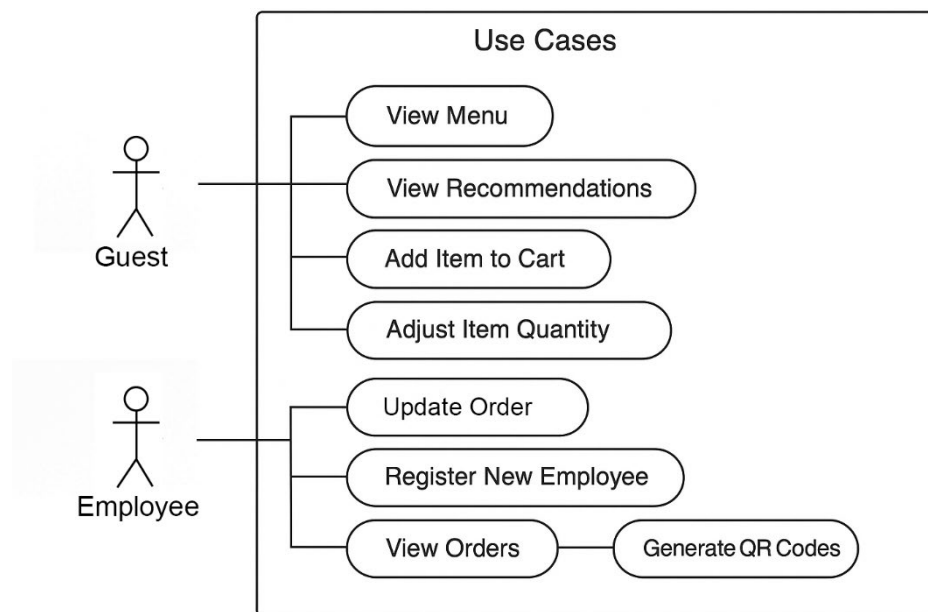 Use Cases
View Menu
View Recommendations
Guest
Add Item to Cart
Adjust Item Quantity
Update Order
Register New Employee
Employee
View Orders
Generate QR Codes